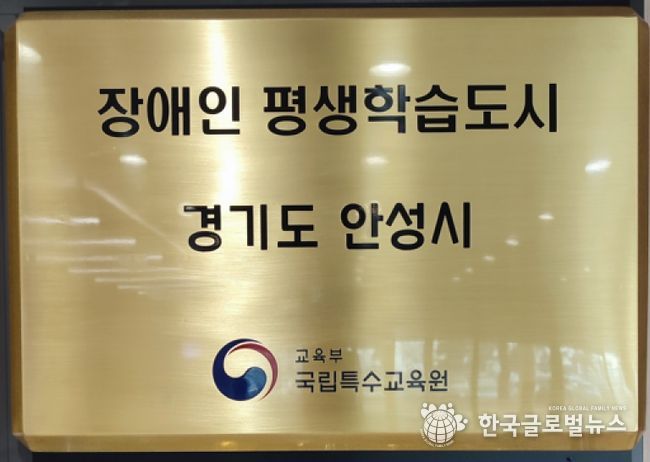 장애인 평생학습도시
경기도 안성시
교육부
국립특수교육원
KOREA GLOBAL FAMILY NEWS
한국글로벌뉴스